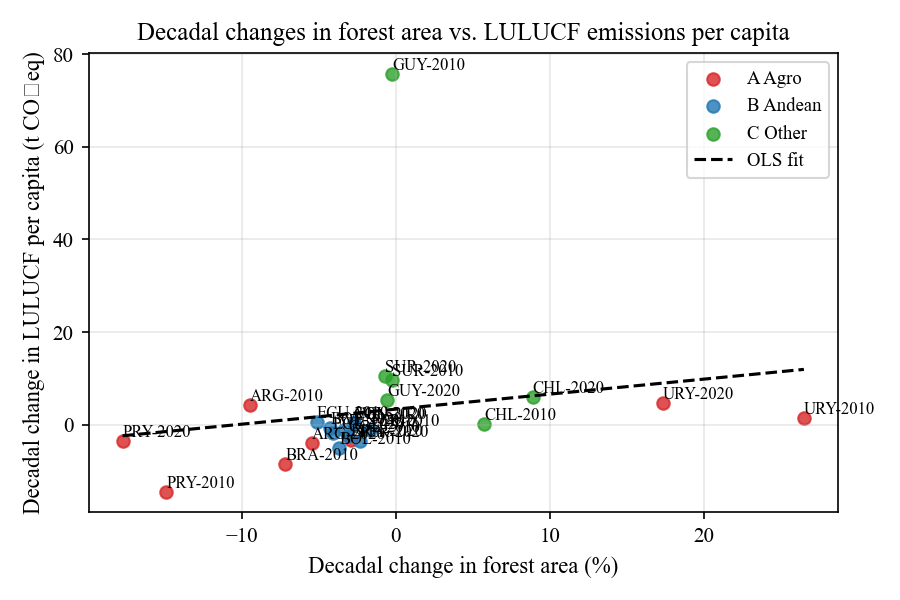 Decadal changes in forest area vs. LULUCF emissions per capita
Decadal change in LULUCF per capita (t CO□eq)
80
60
40
20
0
GUY-2010
A Agro
B Andean
C Other
OLS fit
SUR-2020
SUR-2010
GUY-2020
CHL-2020
CHL-2010
URY-2020
URY-2010
ARG-2010
PRY-2020
BOL-2010
BRA-2010
PRY-2010
−10
0
10
20
Decadal change in forest area (%)